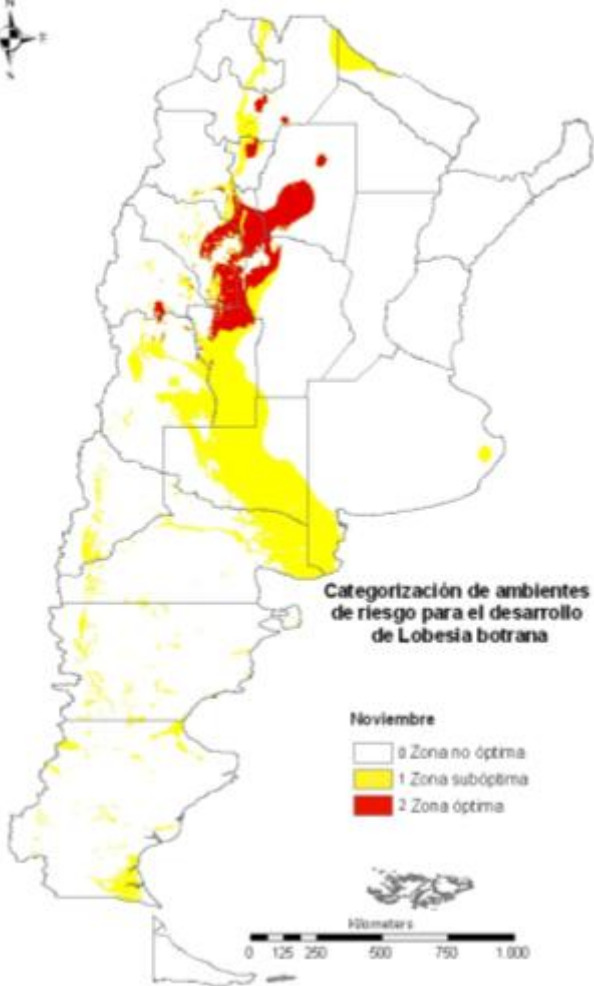 N
E
S
Categorización de ambientes
de riesgo para el desarrollo
de Lobesia botrana
Noviembre
0 Zona no óptima
1 Zona subóptima
2 Zona óptima
Kilometers
0 125 250 500 750 1.000